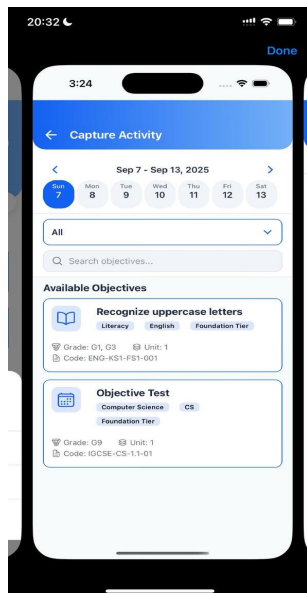 20:32
Done
3:24
Capture Activity
Sep 7 - Sep 13, 2025
Sun Mon Tue Wed Thu Fri Sat
7 8 9 10 11 12 13
All
Search objectives...
Available Objectives
Recognize uppercase letters
Literacy English Foundation Tier
Grade: G1, G3 Unit: 1
Code: ENG-KS1-FS1-001
Objective Test
Computer Science CS
Foundation Tier
Grade: G9 Unit: 1
Code: IGCSE-CS-1.1-01